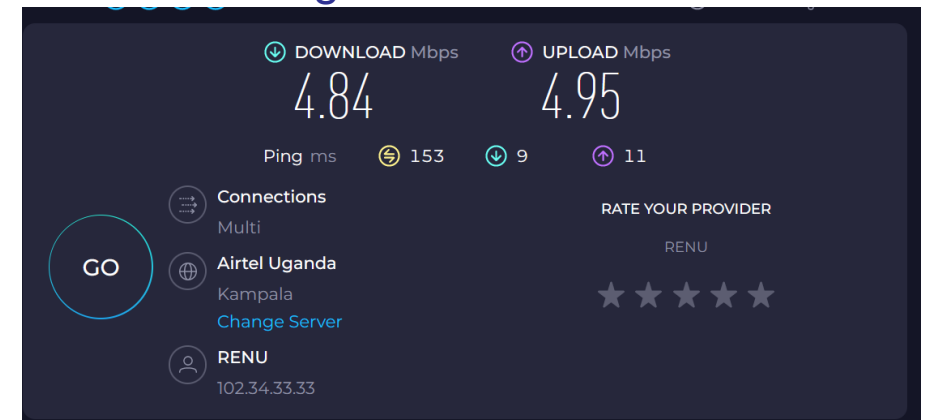 DOWNLOAD Mbps
UPLOAD Mbps
4.84
4.95
Ping ms 153 9 11
Connections
Multi
Airtel Uganda
Kampala
Change Server
RENU
102.34.33.33
GO
RATE YOUR PROVIDER
RENU